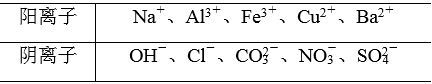 阳离子 Na⁺、Al³⁺、Fe³⁺、Cu²⁺、Ba²⁺
阴离子 OH⁻、Cl⁻、CO₃²⁻、NO₃⁻、SO₄²⁻